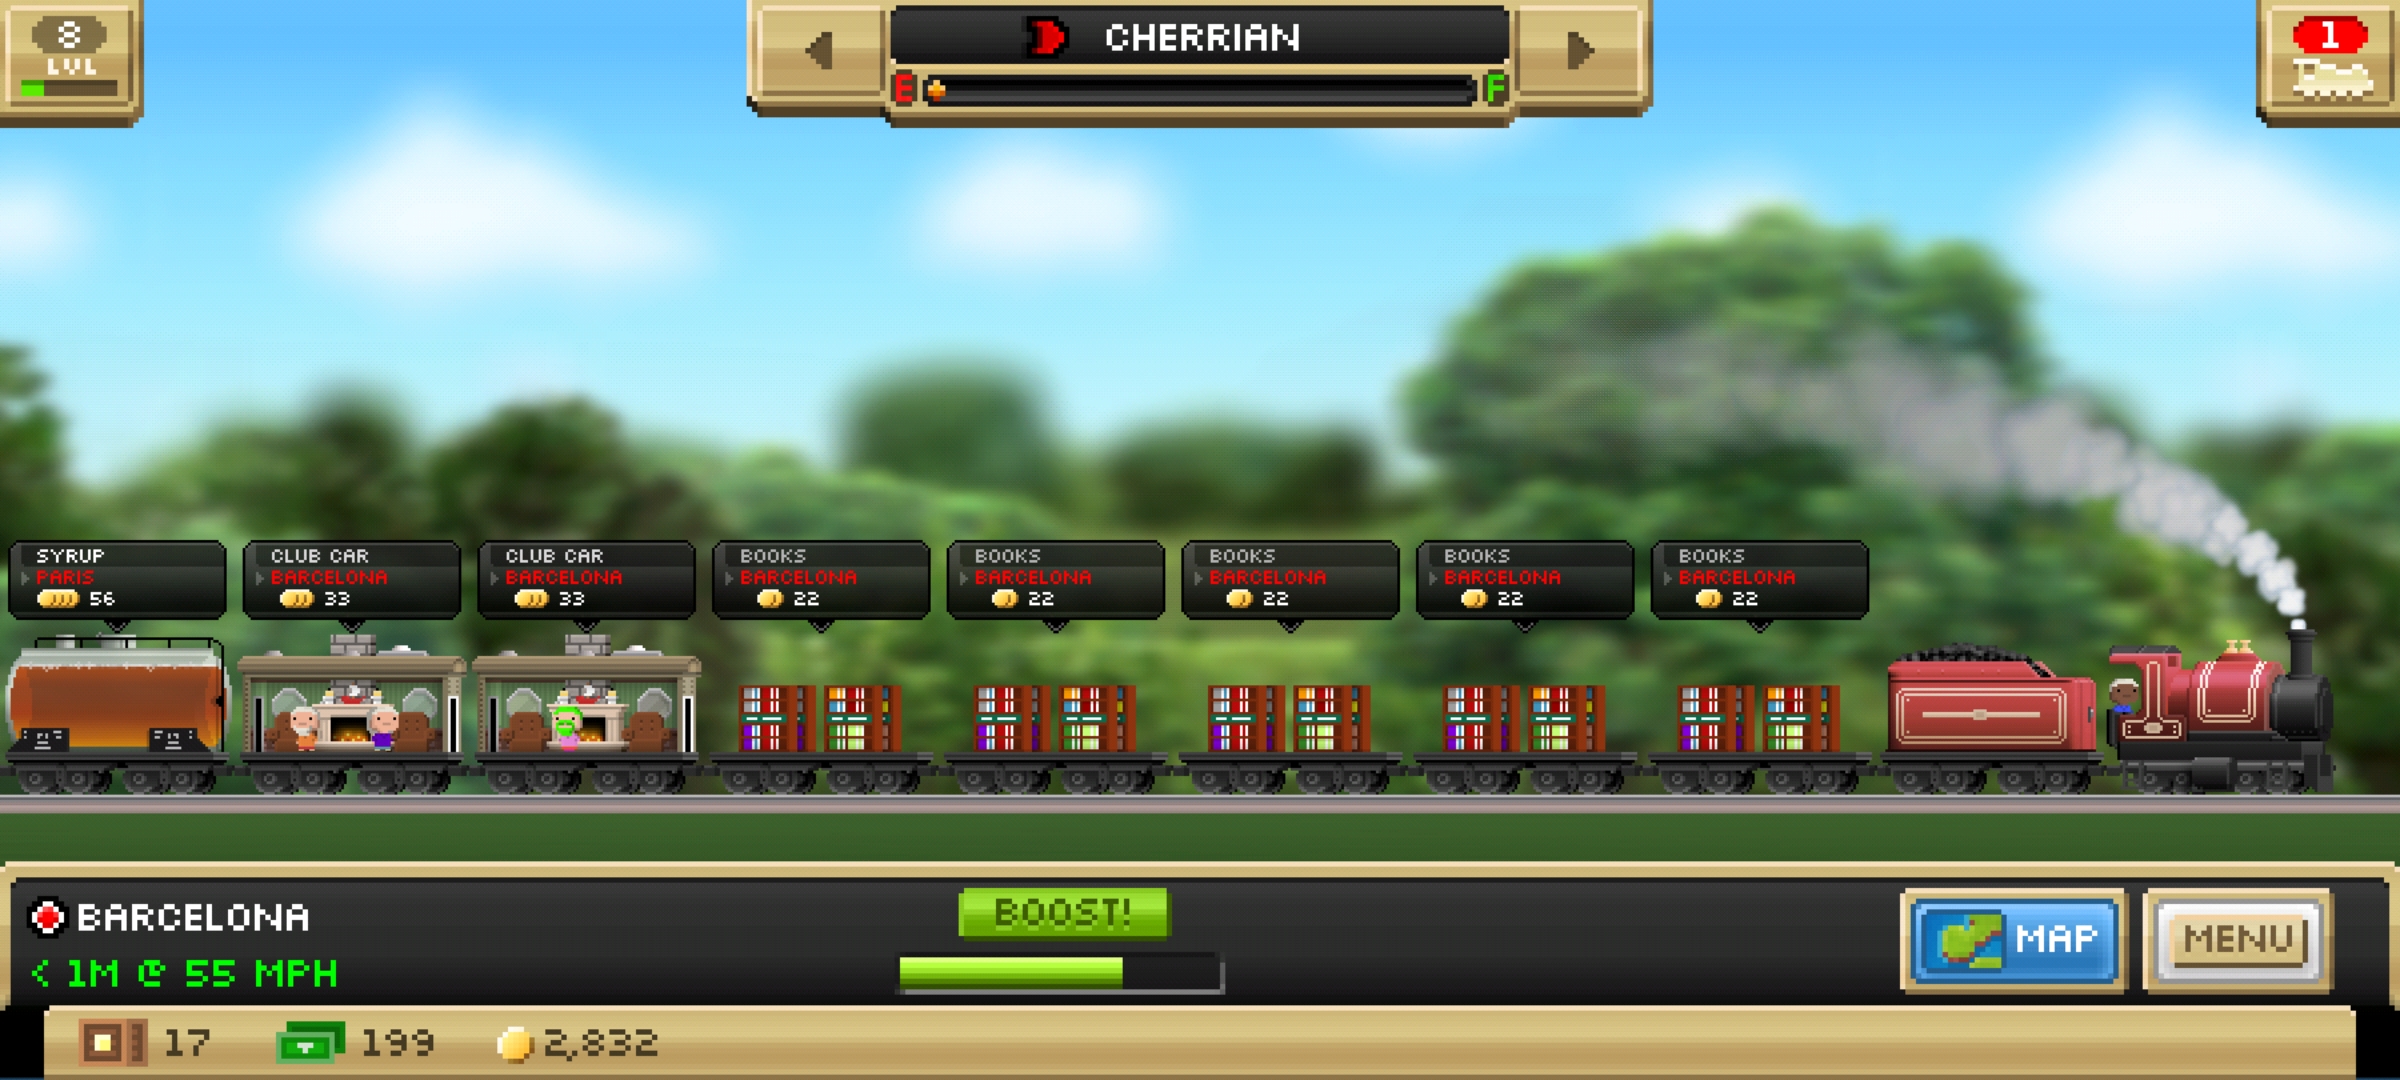 8
LVL
CHERRIAN
E F
1
SYRUP
PARIS
56
CLUB CAR
BARCELONA
33
CLUB CAR
BARCELONA
33
BOOKS
BARCELONA
22
BOOKS
BARCELONA
22
BOOKS
BARCELONA
22
BOOKS
BARCELONA
22
BOOKS
BARCELONA
22
BARCELONA
< 1M @ 55 MPH
BOOST!
MAP
MENU
17 199 2,832